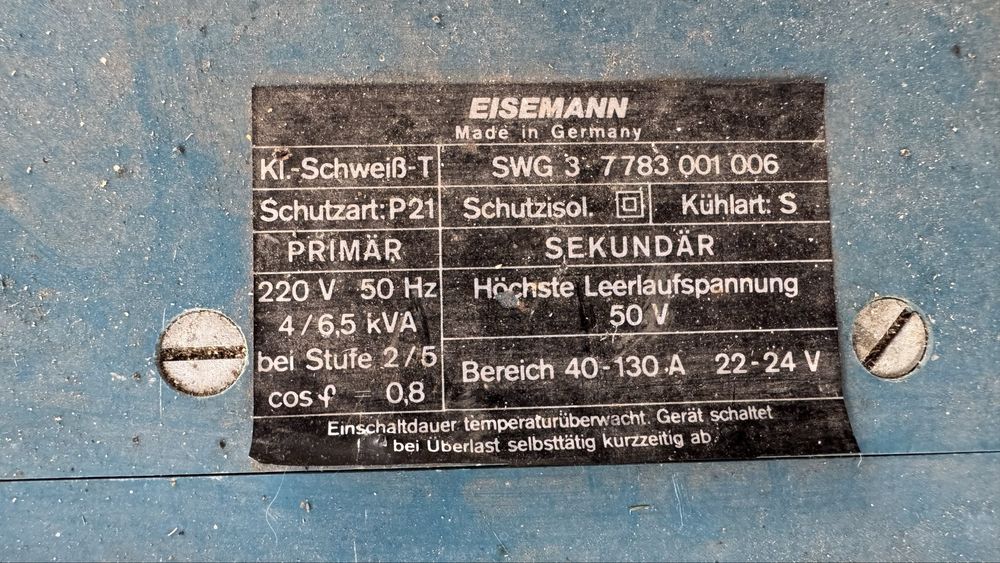 EISEMANN
Made in Germany
Kl.-Schweiß-T SWG 3 7 783 001 006
Schutzart: P21 Schutzisol. Kühlart: S
PRIMÄR SEKUNDÄR
220 V 50 Hz
4/6,5 kVA
bei Stufe 2/5
cos φ 0,8
Höchste Leerlaufspannung
50 V
Bereich 40-130 A 22-24 V
Einschaltdauer temperaturüberwacht. Gerät schaltet
bei Überlast selbsttätig kurzzeitig ab.